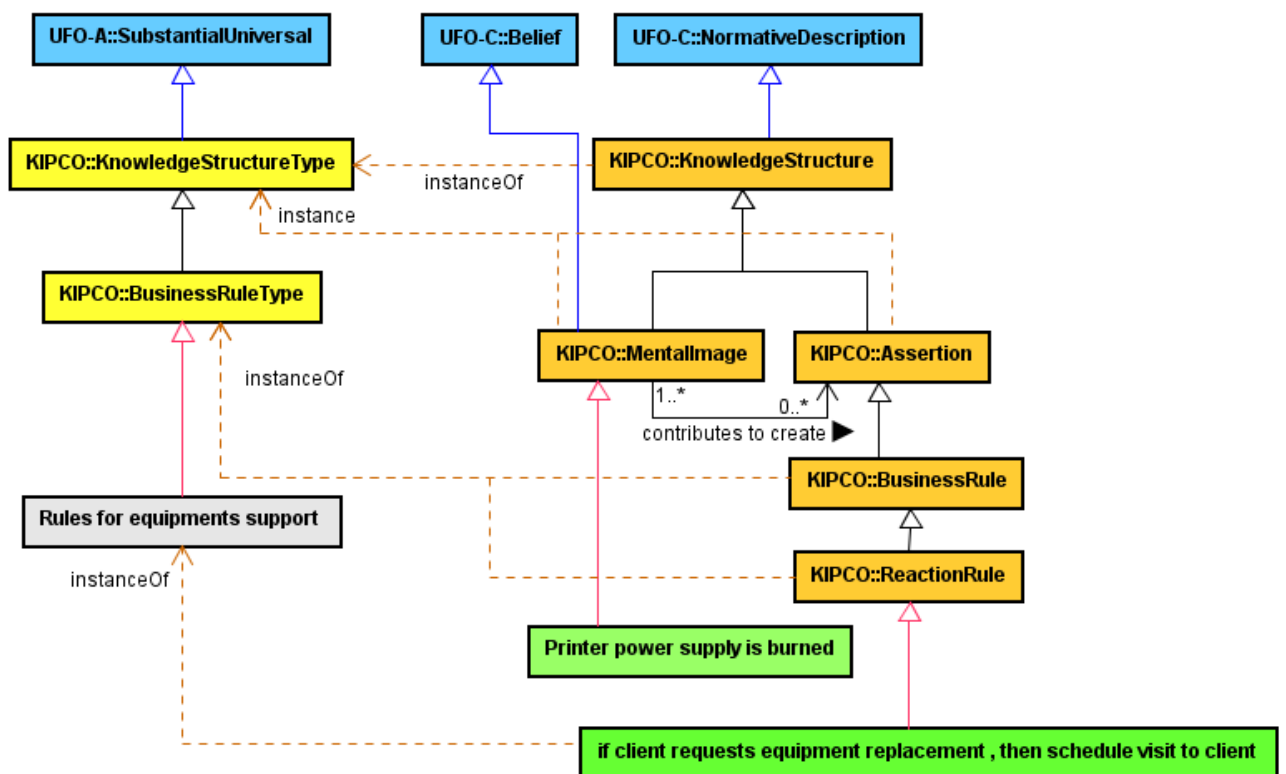 UFO-A::SubstantialUniversal
UFO-C::Belief
UFO-C::NormativeDescription
KIPCO::KnowledgeStructureType
KIPCO::KnowledgeStructure
instanceOf
instance
KIPCO::BusinessRuleType
KIPCO::MentalImage
KIPCO::Assertion
instanceOf
1..*
0..*
contributes to create
KIPCO::BusinessRule
Rules for equipments support
KIPCO::ReactionRule
instanceOf
Printer power supply is burned
if client requests equipment replacement , then schedule visit to client